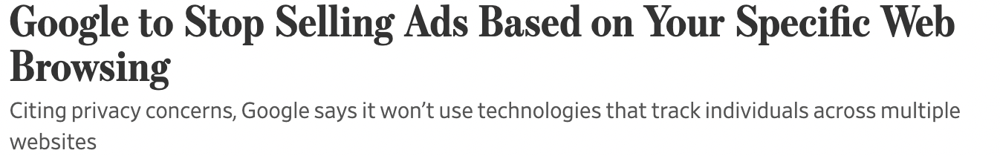 Google to Stop Selling Ads Based on Your Specific Web
Browsing
Citing privacy concerns, Google says it won’t use technologies that track individuals across multiple
websites